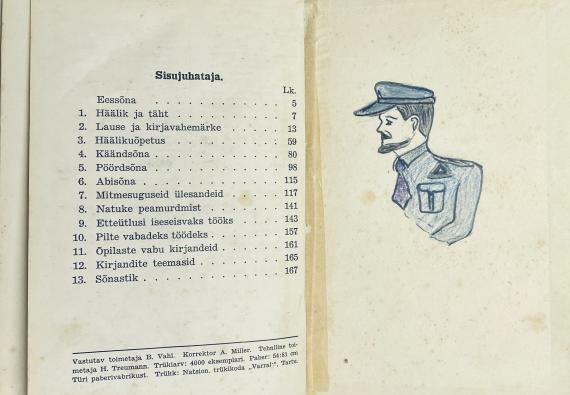 Sisujuhataja.
Lk.
Eessõna . . . . . . . . . . 5
1. Häälik ja täht . . . . . . . . 7
2. Lause ja kirjavahemärke . . . . . 13
3. Häälikuõpetus . . . . . . . . 59
4. Käändsõna . . . . . . . . . 80
5. Pöördsõna . . . . . . . . . 98
6. Abisõna . . . . . . . . . . 115
7. Mitmesuguseid ülesandeid . . . . 117
8. Natuke peamurdmist . . . . . . 141
9. Etteütlusi iseseisvaks tööks . . . . 143
10. Pilte vabadeks töödeks . . . . . 157
11. Õpilaste vabu kirjandeid . . . . . 161
12. Kirjandite teemasid . . . . . . 165
13. Sõnastik . . . . . . . . . . 167
Vastutav toimetaja B. Vahl. Korrektor A. Miller. Tehniline toi-
metaja H. Treumann. Trükiarv: 4000 eksemplari. Paber: 54:81 cm
Türi paberivabrikust. Trükk: Natsion. trükikoda „Varrak“, Tartu.